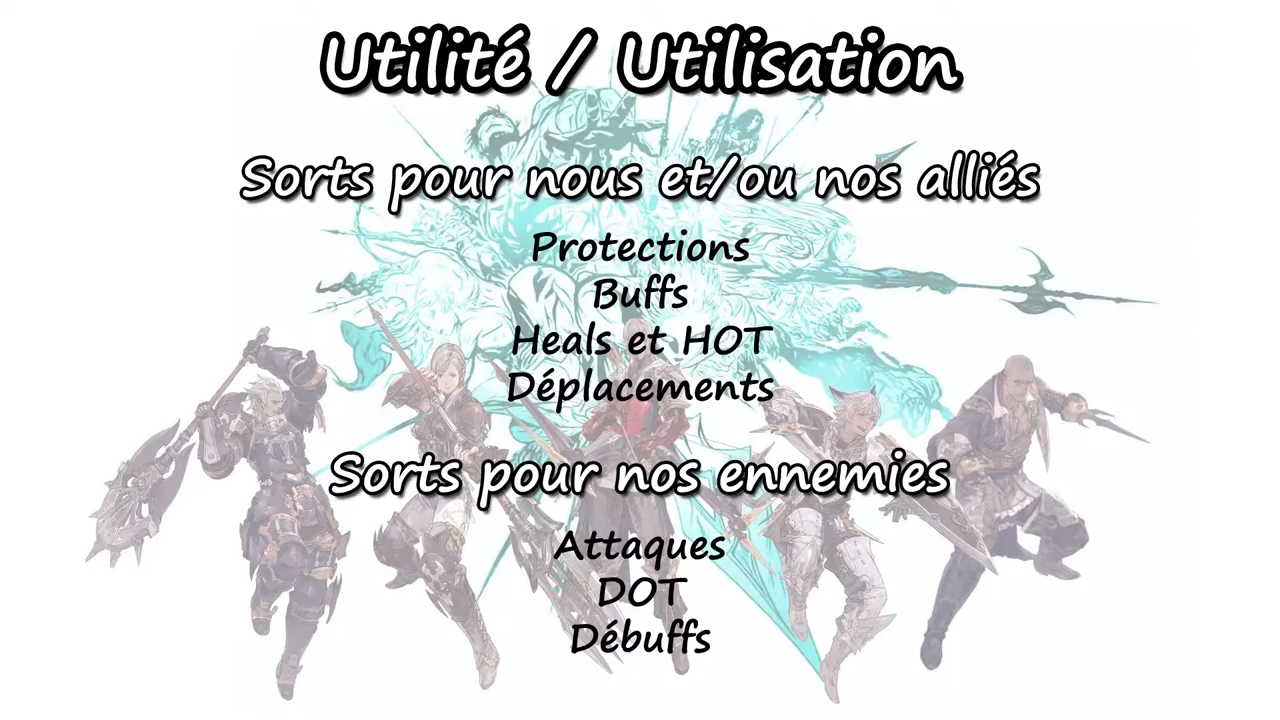 Utilité / Utilisation
Sorts pour nous et/ou nos alliés
Protections
Buffs
Heals et HOT
Déplacements
Sorts pour nos ennemies
Attaques
DOT
Débuffs